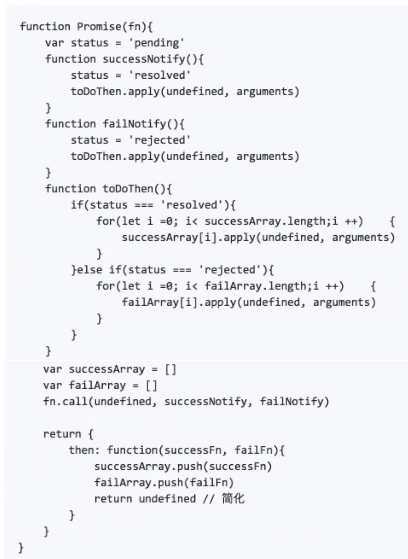 function Promise(fn){
    var status = 'pending'
    function successNotify(){
        status = 'resolved'
        toDoThen.apply(undefined, arguments)
    }
    function failNotify(){
        status = 'rejected'
        toDoThen.apply(undefined, arguments)
    }
    function toDoThen(){
        if(status === 'resolved'){
            for(let i =0; i< successArray.length;i ++)    {
                successArray[i].apply(undefined, arguments)
            }
        }else if(status === 'rejected'){
            for(let i =0; i< failArray.length;i ++)    {
                failArray[i].apply(undefined, arguments)
            }
        }
    }
    var successArray = []
    var failArray = []
    fn.call(undefined, successNotify, failNotify)

    return {
        then: function(successFn, failFn){
            successArray.push(successFn)
            failArray.push(failFn)
            return undefined // 简化
        }
    }
}